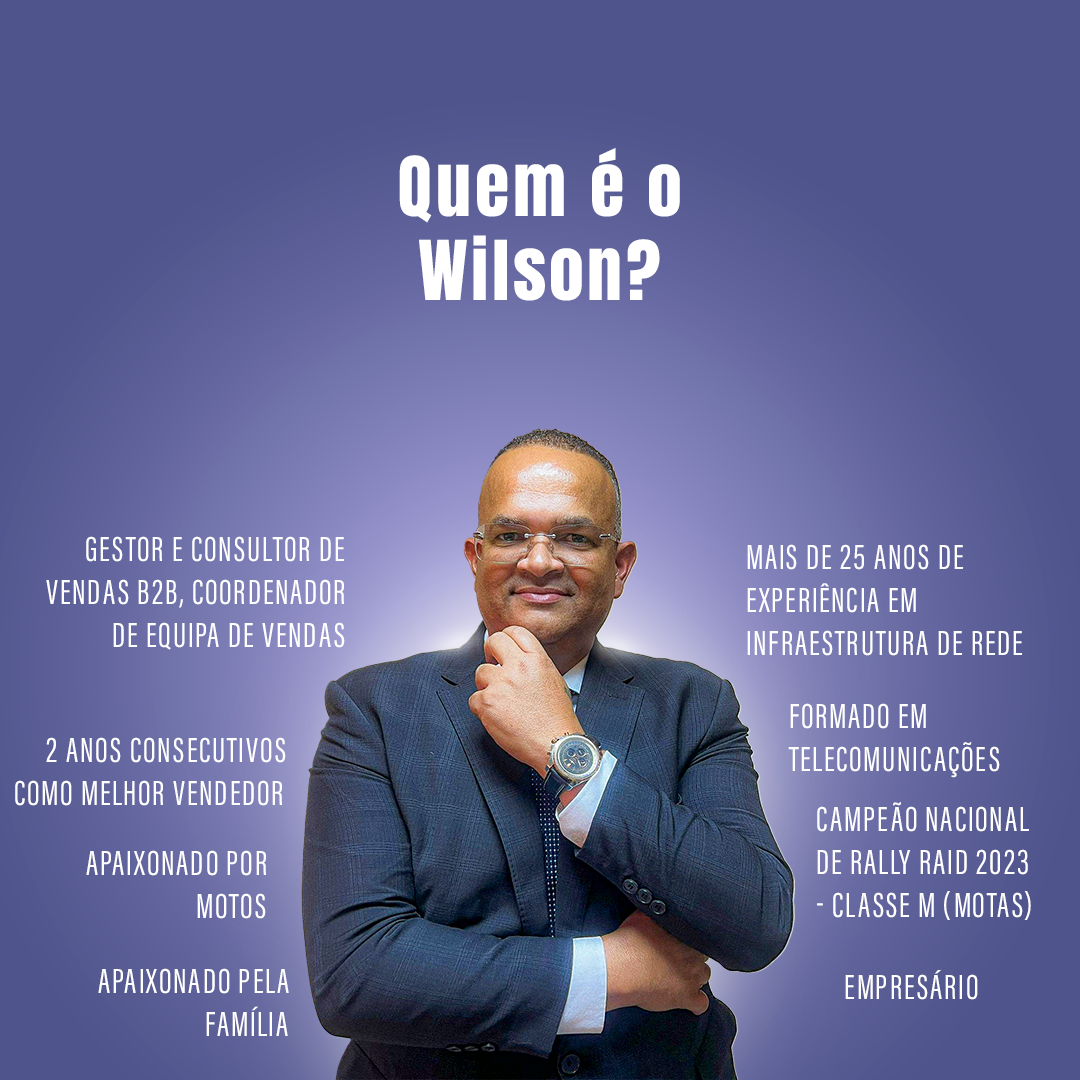 Quem é o
Wilson?
GESTOR E CONSULTOR DE
VENDAS B2B, COORDENADOR
DE EQUIPA DE VENDAS
2 ANOS CONSECUTIVOS
COMO MELHOR VENDEDOR
APAIXONADO POR
MOTOS
APAIXONADO PELA
FAMÍLIA
MAIS DE 25 ANOS DE
EXPERIÊNCIA EM
INFRAESTRUTURA DE REDE
FORMADO EM
TELECOMUNICAÇÕES
CAMPEÃO NACIONAL
DE RALLY RAID 2023
- CLASSE M (MOTAS)
EMPRESÁRIO